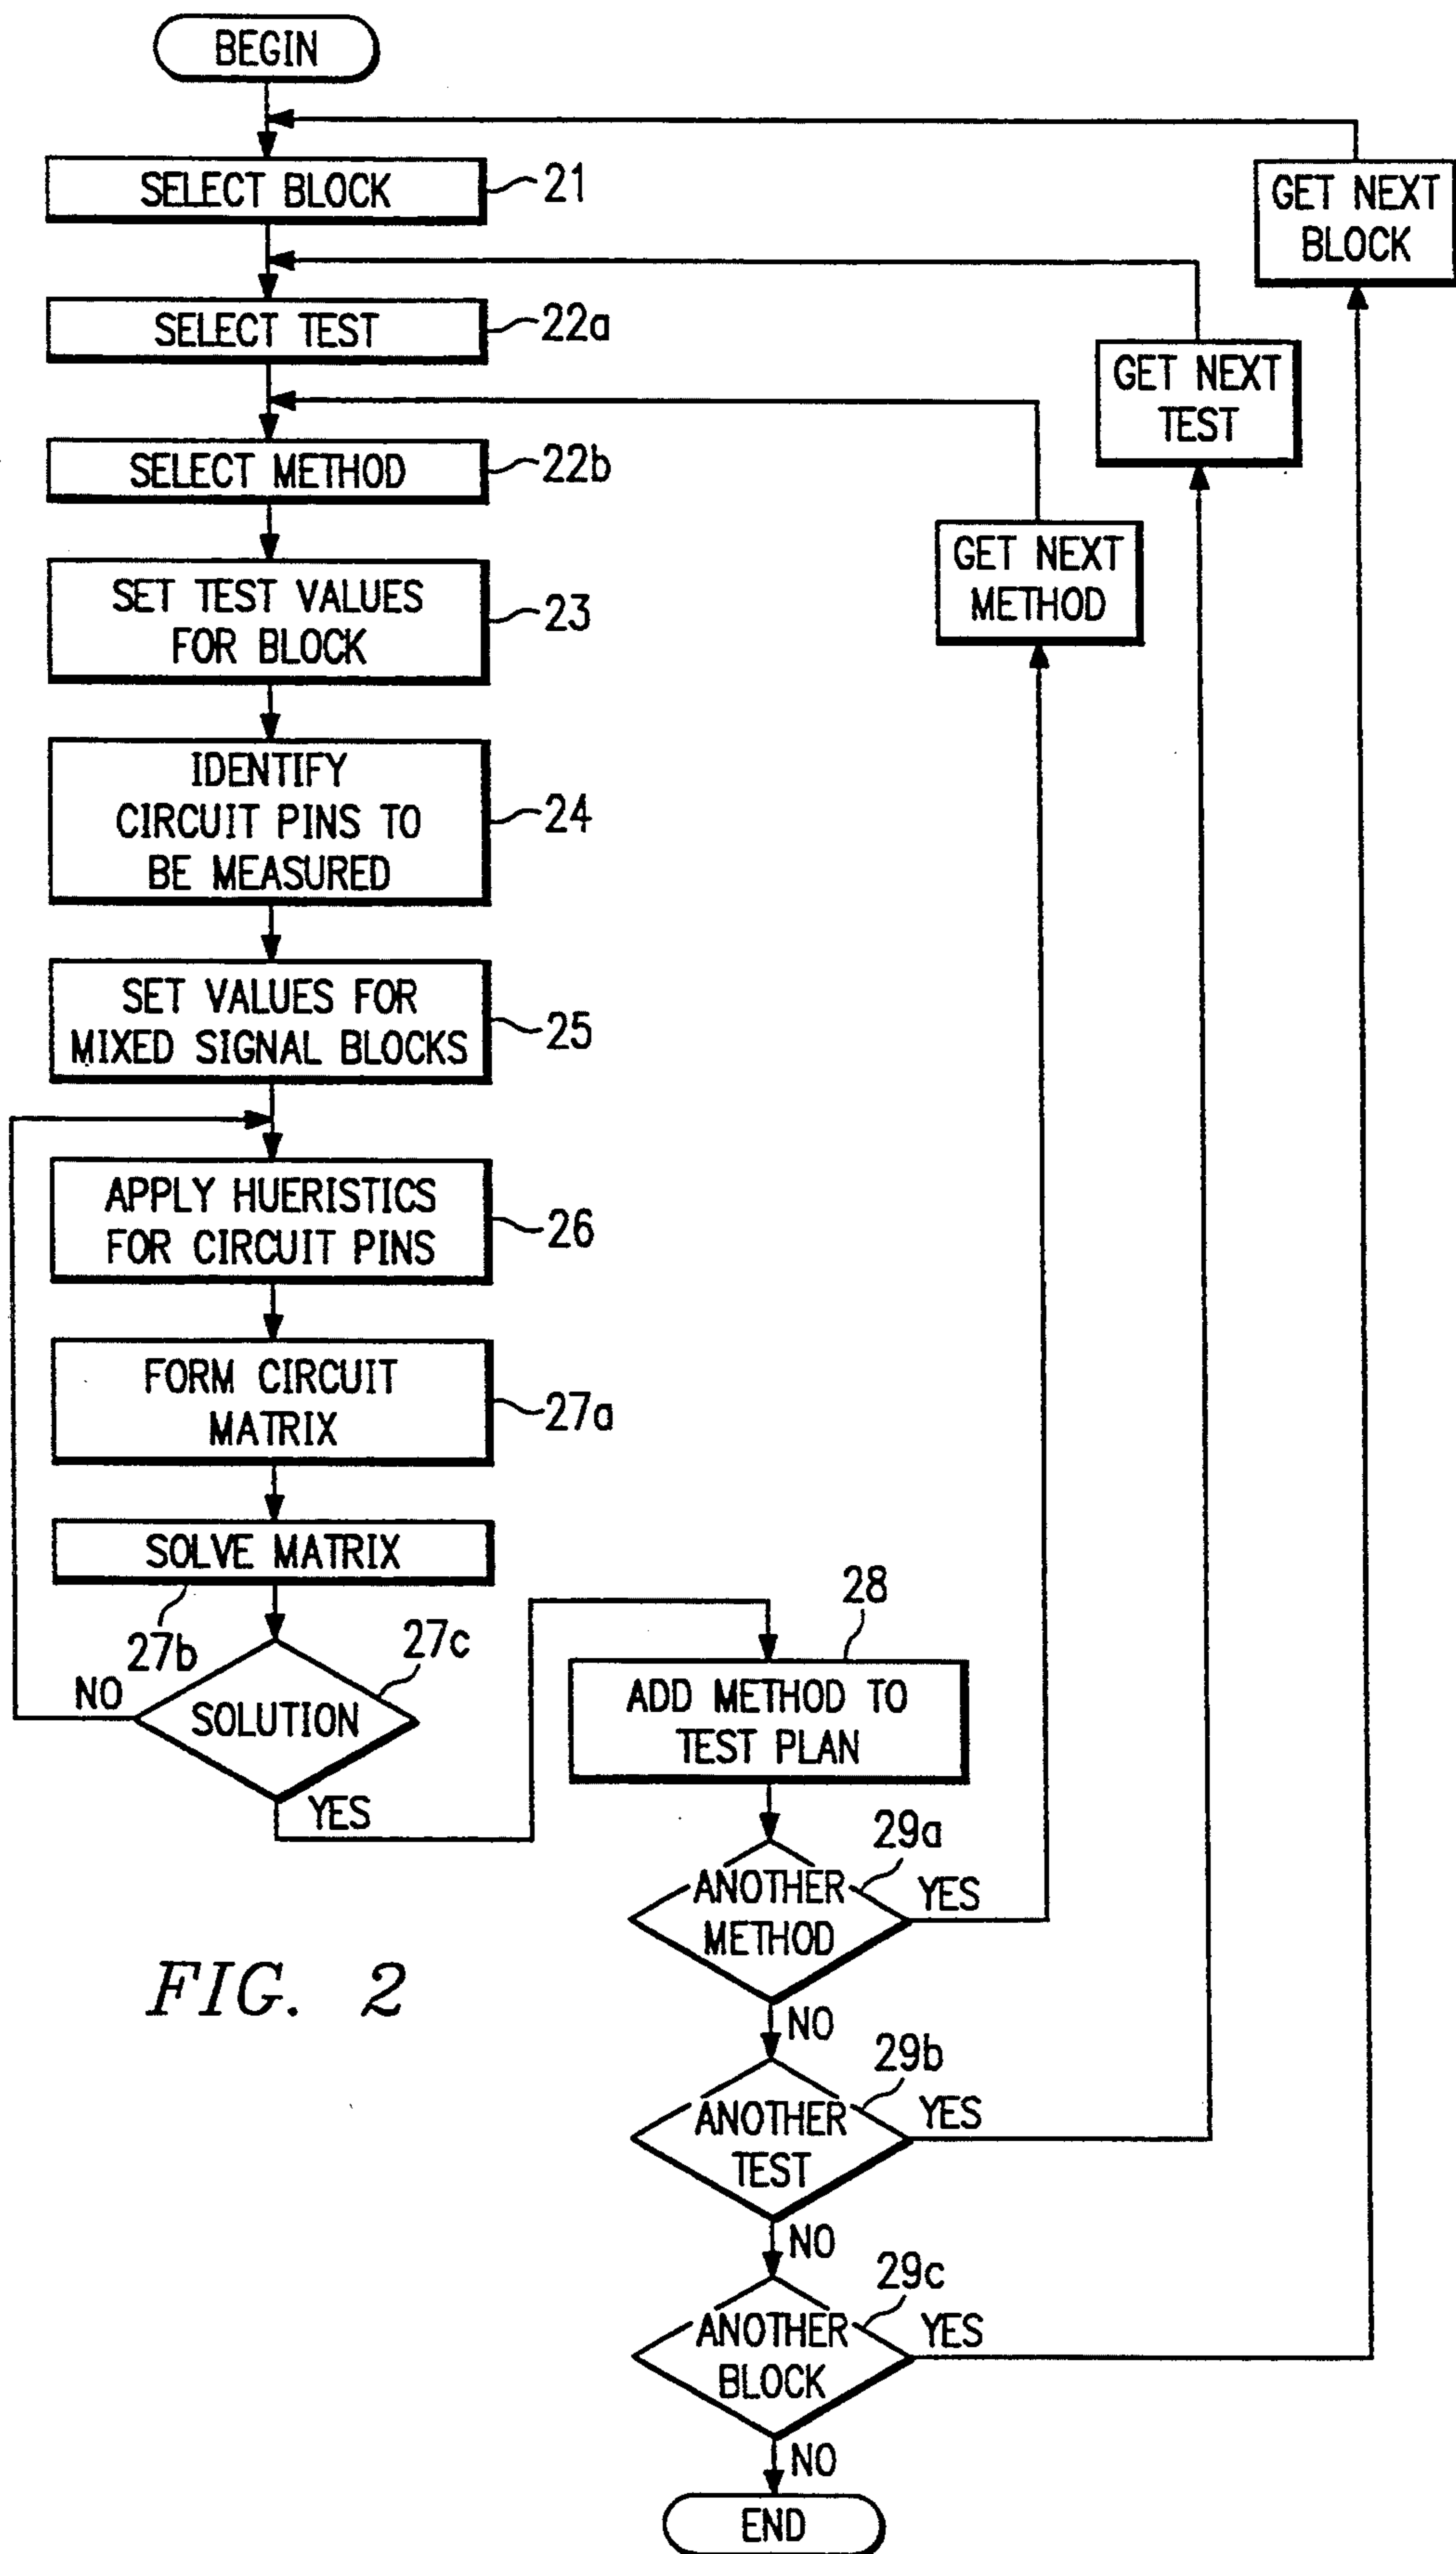 BEGIN
SELECT BLOCK
21
GET NEXT
BLOCK
SELECT TEST
22a
GET NEXT
TEST
SELECT METHOD
22b
GET NEXT
METHOD
SET TEST VALUES
FOR BLOCK
23
IDENTIFY
CIRCUIT PINS TO
BE MEASURED
24
SET VALUES FOR
MIXED SIGNAL BLOCKS
25
APPLY HUERISTICS
FOR CIRCUIT PINS
26
FORM CIRCUIT
MATRIX
27a
SOLVE MATRIX
27b
27c
NO
SOLUTION
YES
28
ADD METHOD TO
TEST PLAN
29a
ANOTHER
METHOD
YES
NO
FIG. 2
29b
ANOTHER
TEST
YES
NO
29c
ANOTHER
BLOCK
YES
NO
END